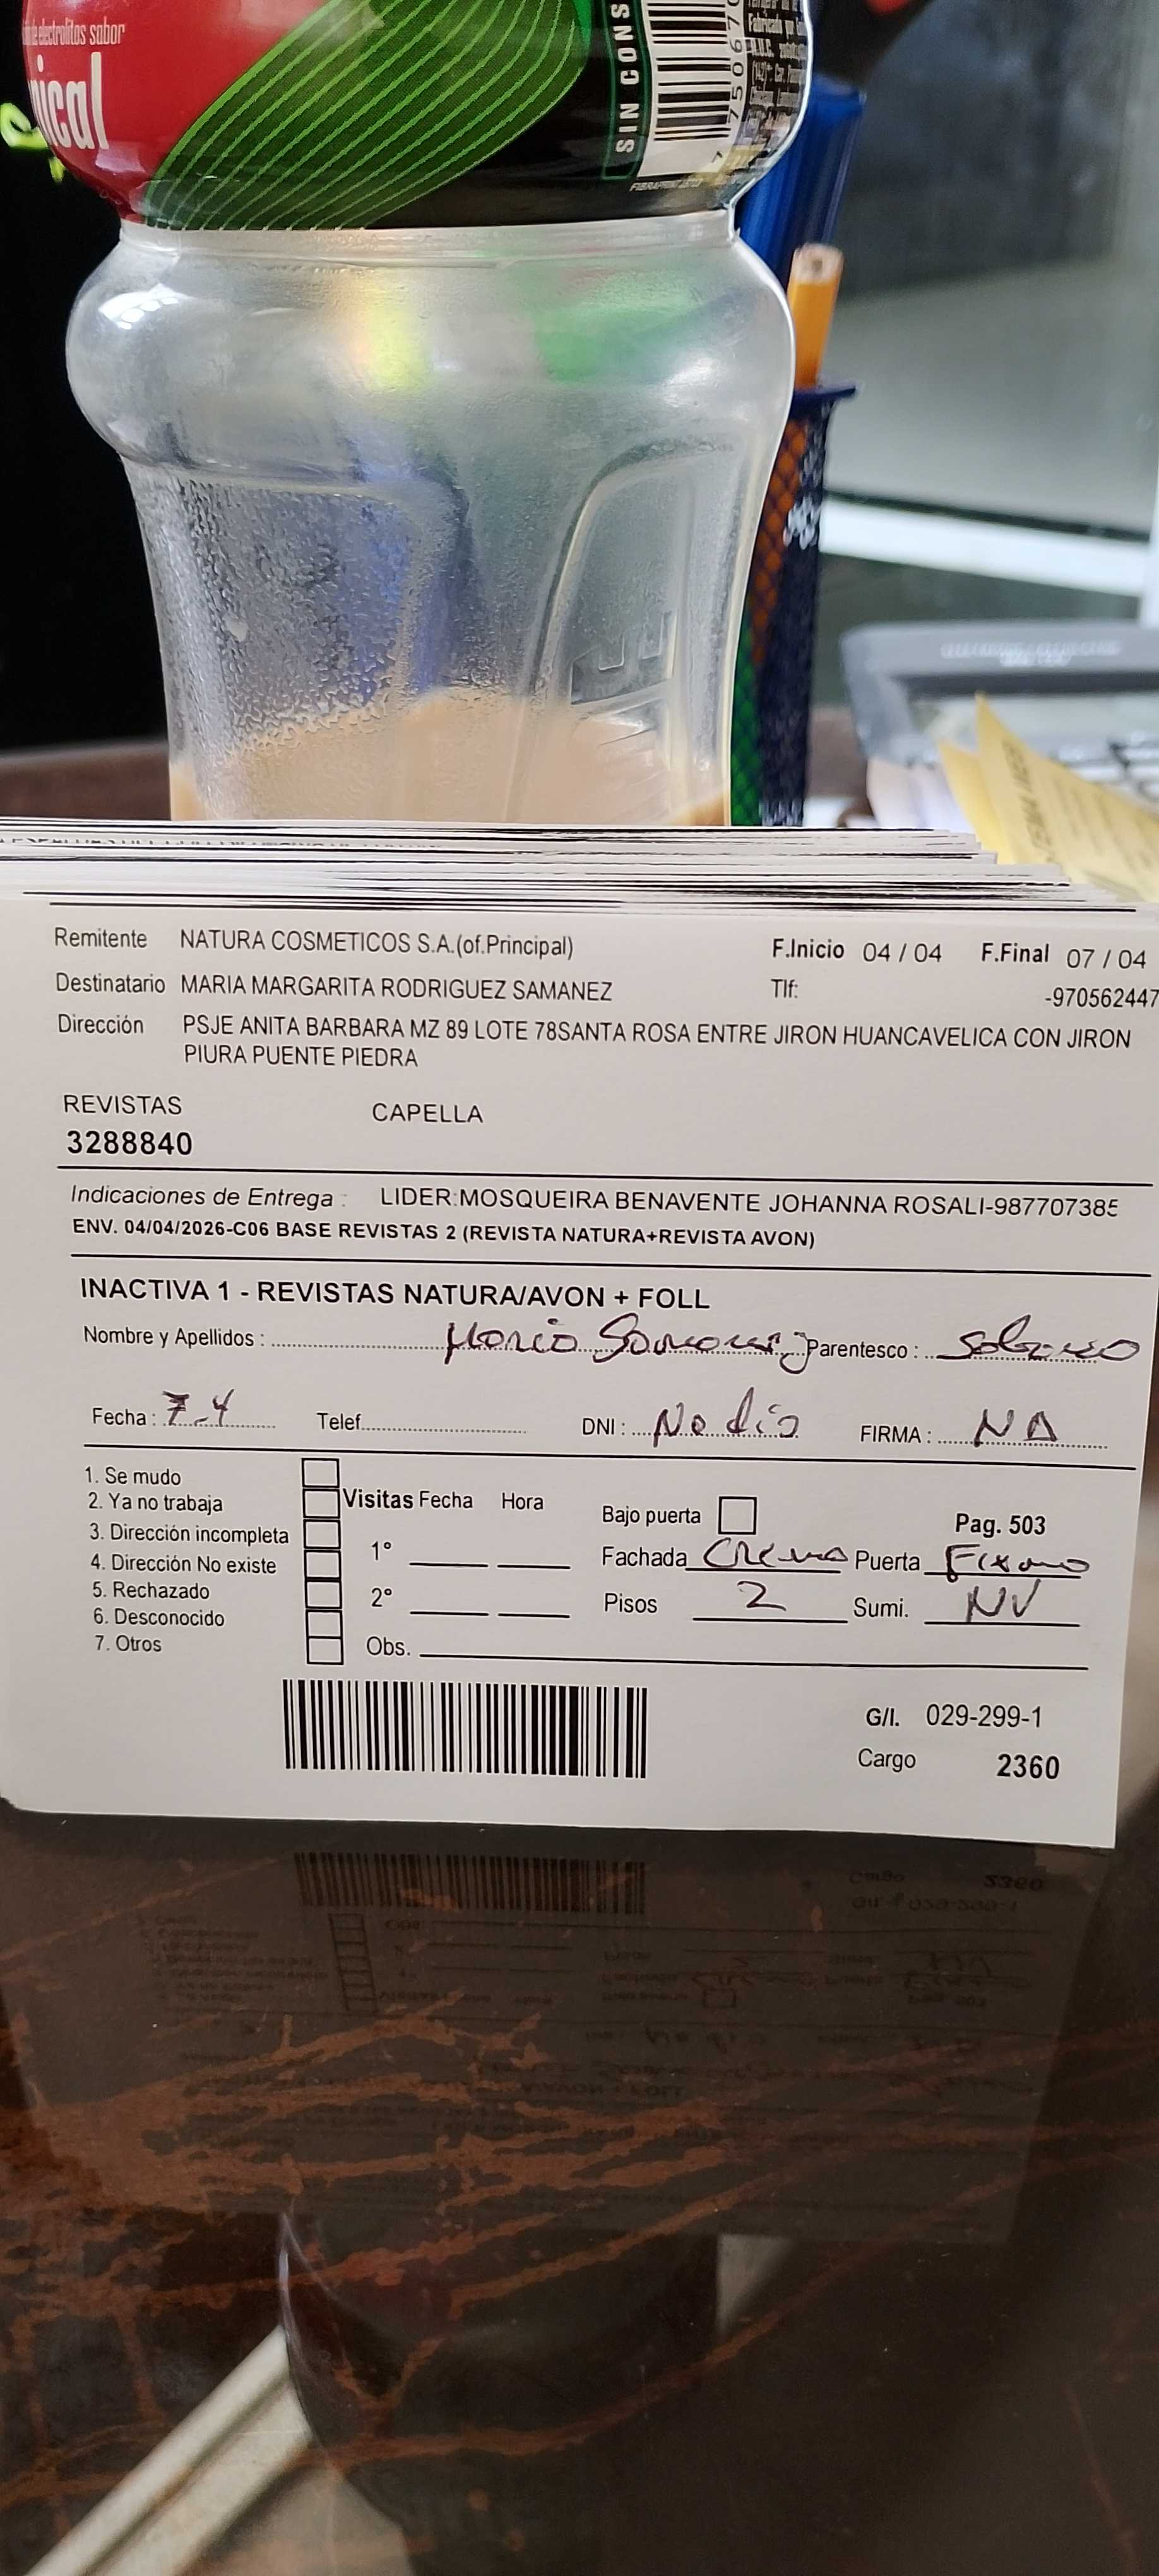 de electrolitos sabor
pical
SIN CONS
Remitente NATURA COSMETICOS S.A.(of.Principal) F.Inicio 04 / 04 F.Final 07 / 04
Destinatario MARIA MARGARITA RODRIGUEZ SAMANEZ Tlf: -970562447
Dirección PSJE ANITA BARBARA MZ 89 LOTE 78SANTA ROSA ENTRE JIRON HUANCAVELICA CON JIRON
PIURA PUENTE PIEDRA
REVISTAS CAPELLA
3288840
Indicaciones de Entrega : LIDER:MOSQUEIRA BENAVENTE JOHANNA ROSALI-987707385
ENV. 04/04/2026-C06 BASE REVISTAS 2 (REVISTA NATURA+REVISTA AVON)
INACTIVA 1 - REVISTAS NATURA/AVON + FOLL
Nombre y Apellidos : Parentesco :
Fecha : 7-4 Telef. DNI : No dio FIRMA :
1. Se mudo
2. Ya no trabaja Visitas Fecha Hora Bajo puerta Pag. 503
3. Dirección incompleta 1° Fachada Crema Puerta
4. Dirección No existe
5. Rechazado 2° Pisos 2 Sumi. NV
6. Desconocido
7. Otros Obs.
G/I. 029-299-1
Cargo 2360